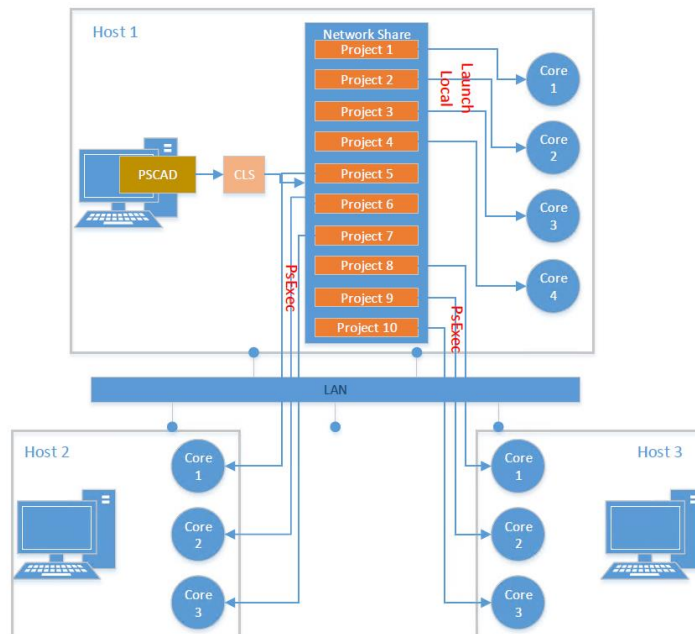 Host 1
Network Share
Project 1
Project 2
Project 3
Project 4
Project 5
Project 6
Project 7
Project 8
Project 9
Project 10
PSCAD
CLS
Local
Launch
Core
1
Core
2
Core
3
Core
4
PsExec
PsExec
LAN
Host 2
Core
1
Core
2
Core
3
Host 3
Core
1
Core
2
Core
3